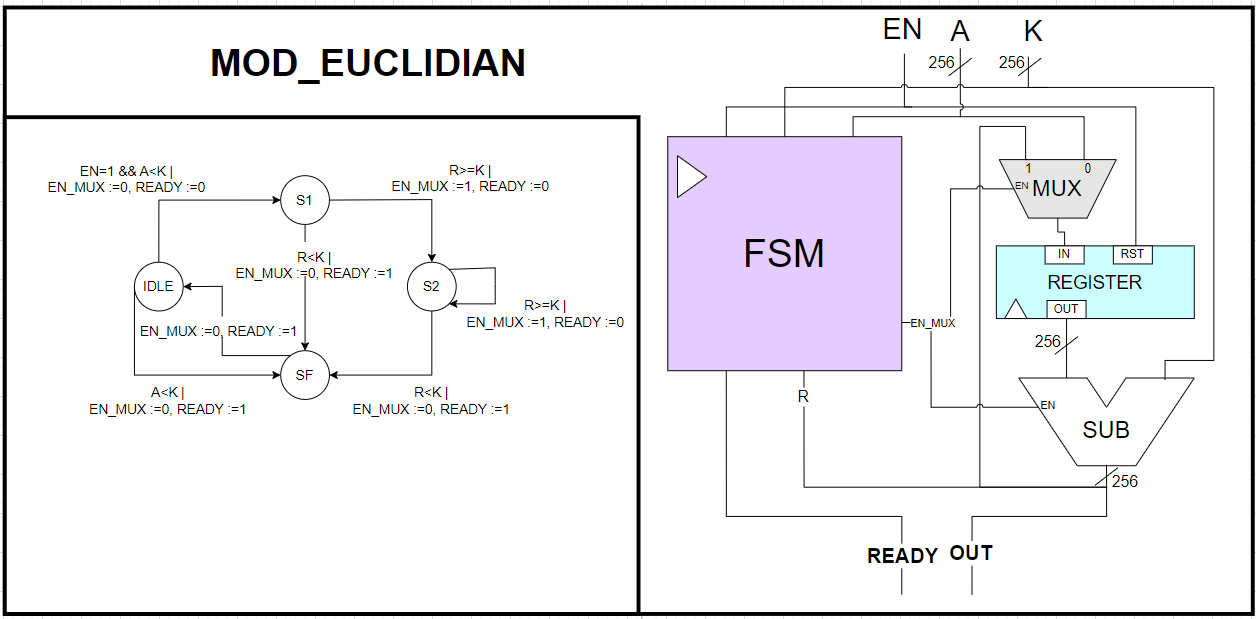 MOD_EUCLIDIAN
EN=1 && A<K |
EN_MUX :=0, READY :=0
R>=K |
EN_MUX :=1, READY :=0
S1
R<K |
EN_MUX :=0, READY :=1
IDLE
S2
R>=K |
EN_MUX :=1, READY :=0
EN_MUX :=0, READY :=1
SF
A<K |
EN_MUX :=0, READY :=1
R<K |
EN_MUX :=0, READY :=1
EN A K
256 256
1 0
EN MUX
FSM
IN RST
REGISTER
OUT
EN_MUX
256
R
EN
SUB
256
READY OUT